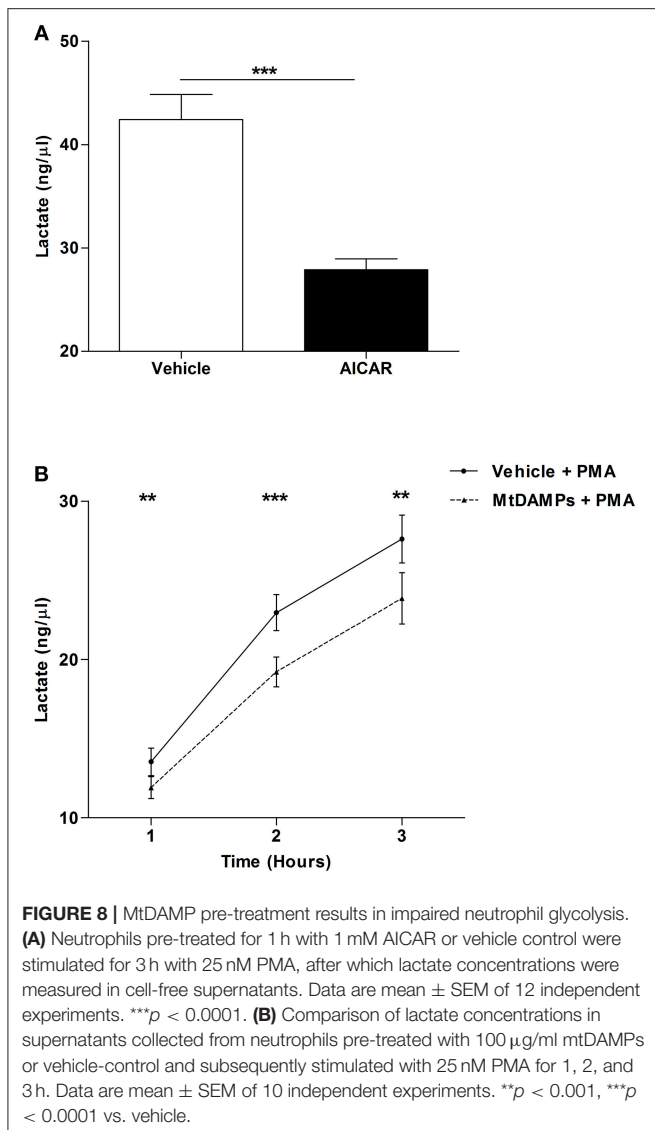 A
50
40
30
20
Lactate (ng/µl)
***
Vehicle
AICAR
B
Vehicle + PMA
MtDAMPs + PMA
30
20
10
Lactate (ng/µl)
**
***
**
1
2
3
Time (Hours)
FIGURE 8 | MtDAMP pre-treatment results in impaired neutrophil glycolysis.
(A) Neutrophils pre-treated for 1 h with 1 mM AICAR or vehicle control were
stimulated for 3 h with 25 nM PMA, after which lactate concentrations were
measured in cell-free supernatants. Data are mean ± SEM of 12 independent
experiments. ***p < 0.0001. (B) Comparison of lactate concentrations in
supernatants collected from neutrophils pre-treated with 100 µg/ml mtDAMPs
or vehicle-control and subsequently stimulated with 25 nM PMA for 1, 2, and
3 h. Data are mean ± SEM of 10 independent experiments. **p < 0.001, ***p
< 0.0001 vs. vehicle.